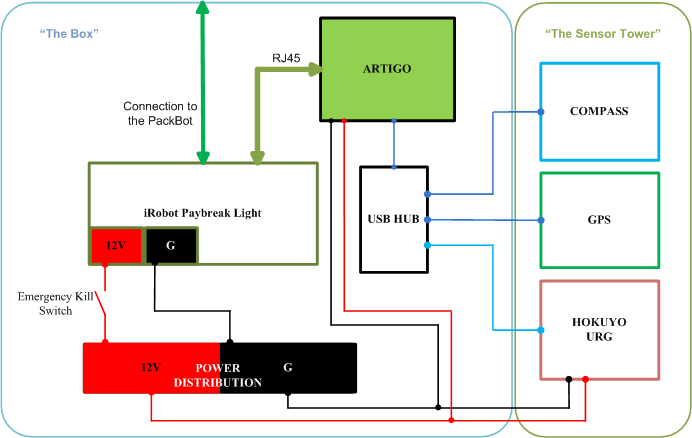 “The Box”
“The Sensor Tower”
RJ45
ARTIGO
Connection to
the PackBot
COMPASS
iRobot Paybreak Light
USB HUB
GPS
12V
G
Emergency Kill
Switch
HOKUYO
URG
12V
POWER
DISTRIBUTION
G